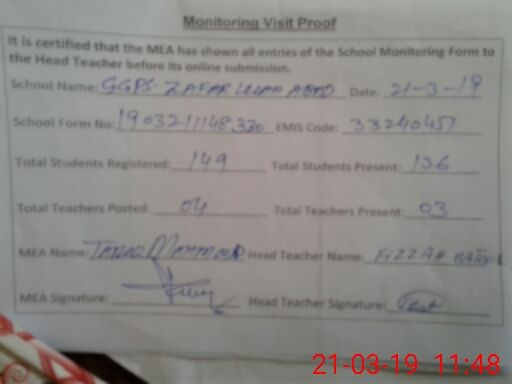 Monitoring Visit Proof
It is certified that the MEA has shown all entries of the School Monitoring Form to
the Head Teacher before its online submission.
School Name: GGPS. ZAFAR ULLAH ABAD Date: 21-3-19
School Form No: EMIS Code: 33240457
Total Students Registered: 149 Total Students Present: 136
Total Teachers Posted: 04 Total Teachers Present: 03
MEA Name: Head Teacher Name: FIZZAH
MEA Signature: Head Teacher Signature:
21-03-19 11:48